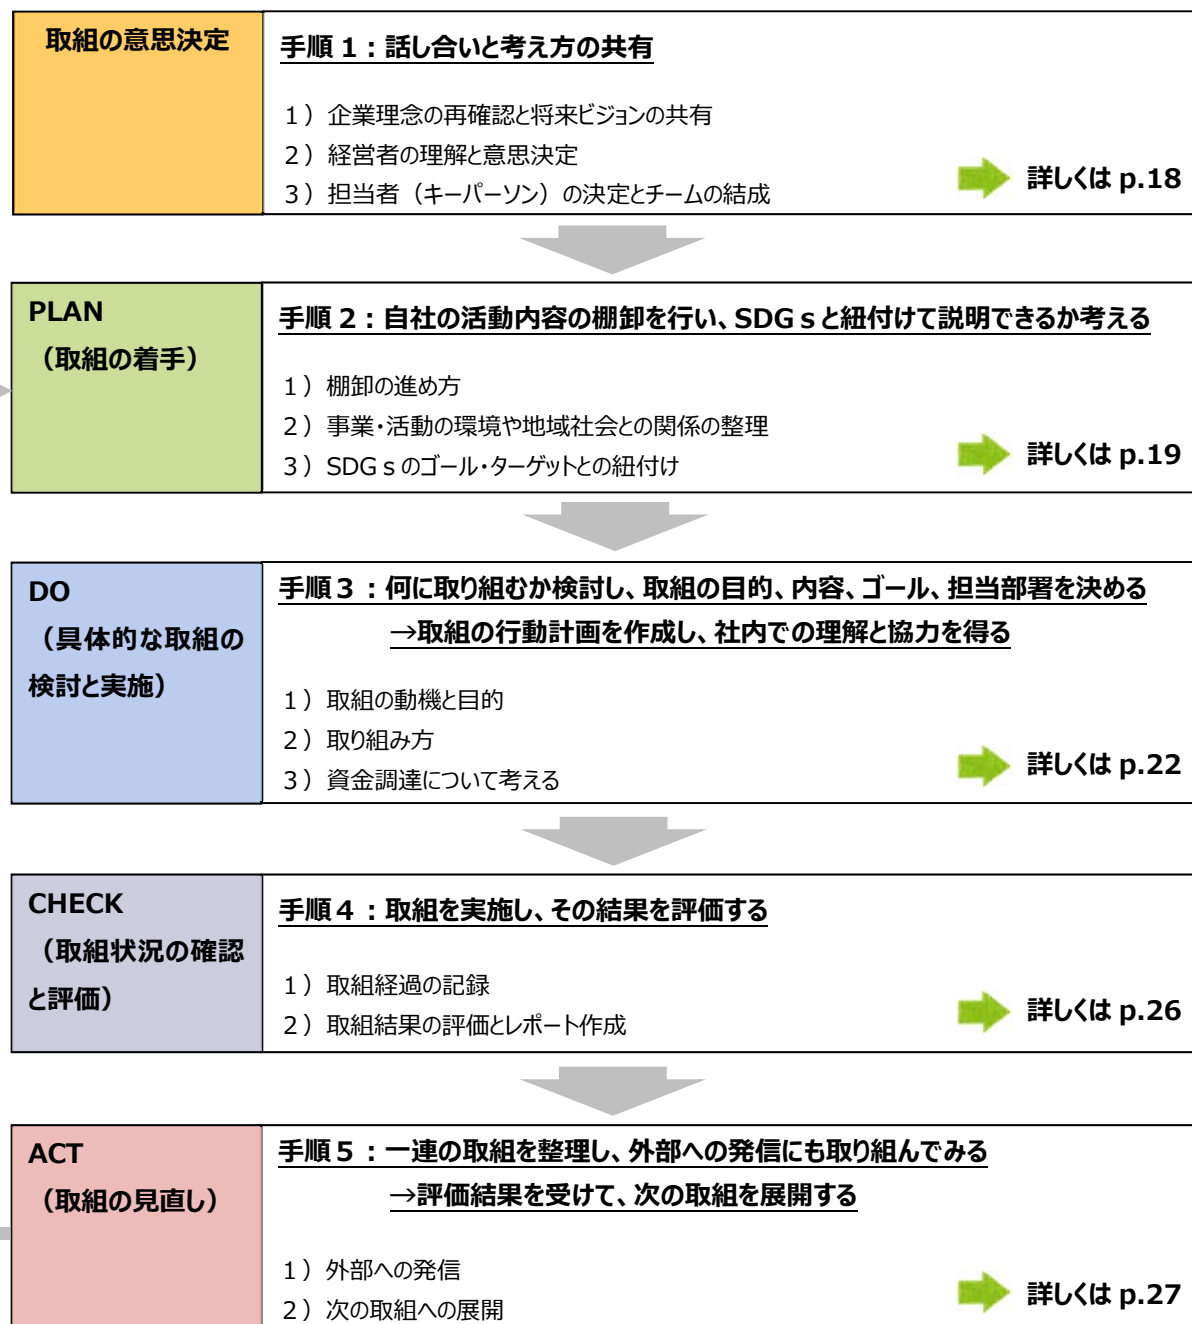 取組の意思決定
手順1：話し合いと考え方の共有
1）企業理念の再確認と将来ビジョンの共有
2）経営者の理解と意思決定
3）担当者（キーパーソン）の決定とチームの結成
詳しくは p.18
PLAN
（取組の着手）
手順2：自社の活動内容の棚卸を行い、SDGｓと紐付けて説明できるか考える
1）棚卸の進め方
2）事業・活動の環境や地域社会との関係の整理
3）SDGｓのゴール・ターゲットとの紐付け
詳しくは p.19
DO
（具体的な取組の
検討と実施）
手順3：何に取り組むか検討し、取組の目的、内容、ゴール、担当部署を決める
→取組の行動計画を作成し、社内での理解と協力を得る
1）取組の動機と目的
2）取り組み方
3）資金調達について考える
詳しくは p.22
CHECK
（取組状況の確認
と評価）
手順4：取組を実施し、その結果を評価する
1）取組経過の記録
2）取組結果の評価とレポート作成
詳しくは p.26
ACT
（取組の見直し）
手順5：一連の取組を整理し、外部への発信にも取り組んでみる
→評価結果を受けて、次の取組を展開する
1）外部への発信
2）次の取組への展開
詳しくは p.27